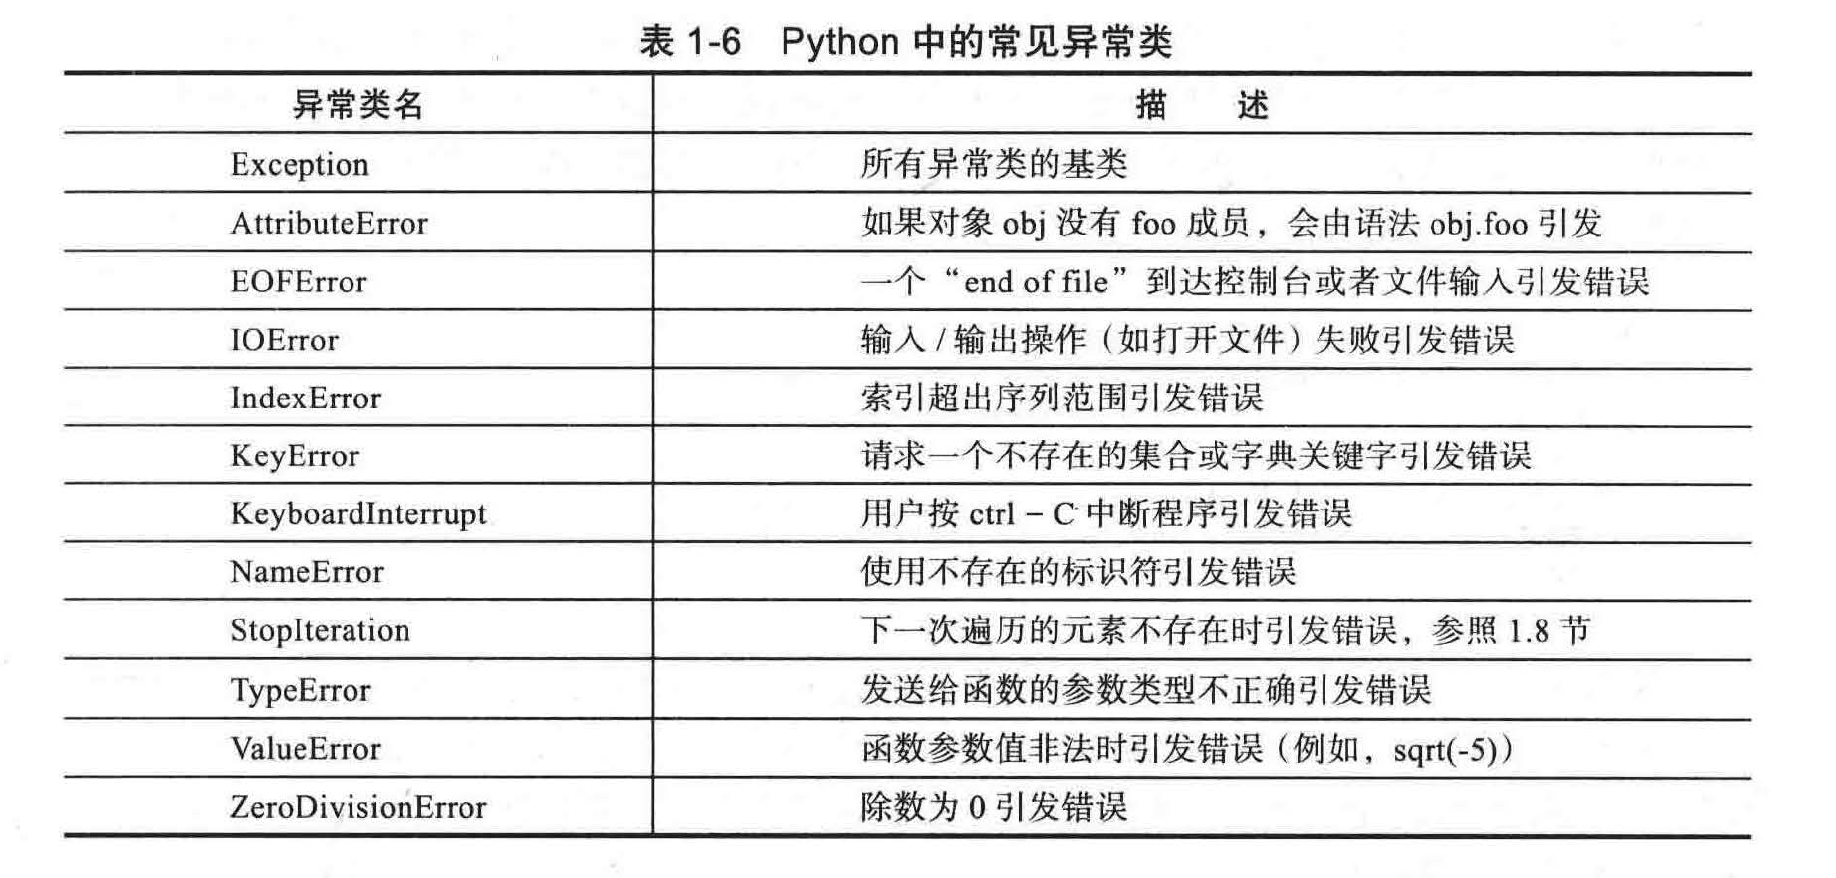 表 1-6 Python 中的常见异常类
异常类名 描 述
Exception 所有异常类的基类
AttributeError 如果对象 obj 没有 foo 成员，会由语法 obj.foo 引发
EOFError 一个“end of file”到达控制台或者文件输入引发错误
IOError 输入 / 输出操作（如打开文件）失败引发错误
IndexError 索引超出序列范围引发错误
KeyError 请求一个不存在的集合或字典关键字引发错误
KeyboardInterrupt 用户按 ctrl – C 中断程序引发错误
NameError 使用不存在的标识符引发错误
StopIteration 下一次遍历的元素不存在时引发错误，参照 1.8 节
TypeError 发送给函数的参数类型不正确引发错误
ValueError 函数参数值非法时引发错误（例如，sqrt(-5)）
ZeroDivisionError 除数为 0 引发错误